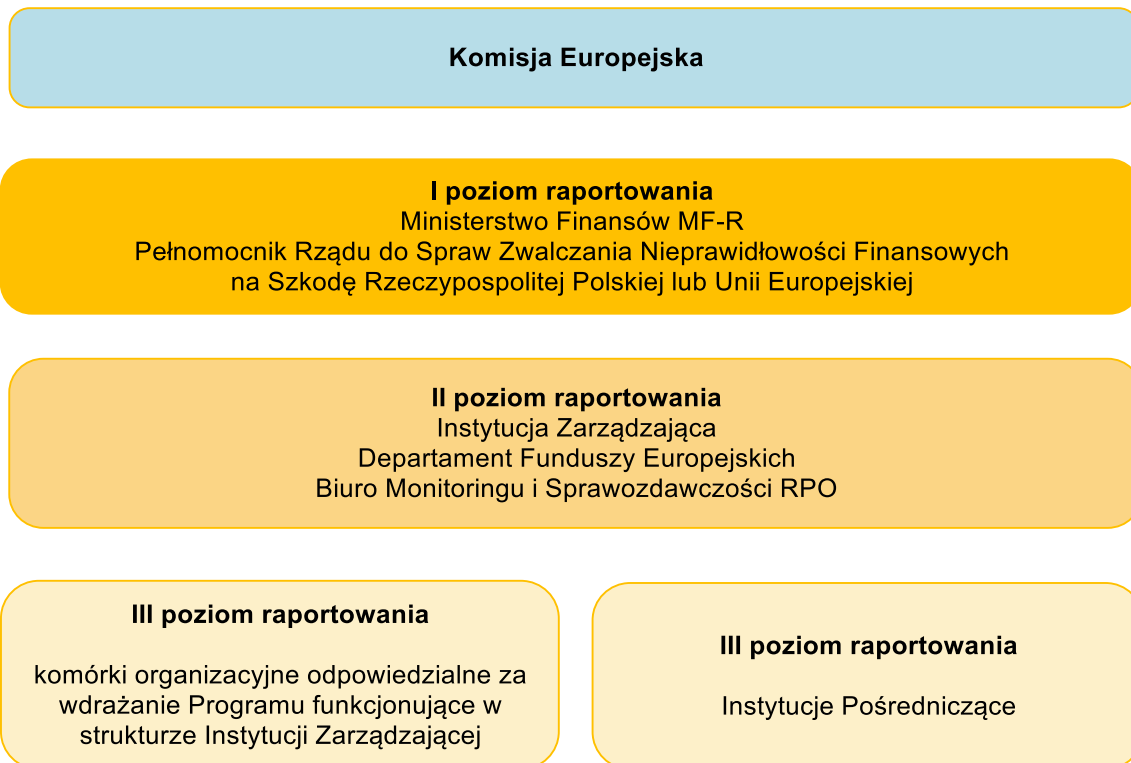 Komisja Europejska
I poziom raportowania
Ministerstwo Finansów MF-R
Pełnomocnik Rządu do Spraw Zwalczania Nieprawidłowości Finansowych
na Szkodę Rzeczypospolitej Polskiej lub Unii Europejskiej
II poziom raportowania
Instytucja Zarządzająca
Departament Funduszy Europejskich
Biuro Monitoringu i Sprawozdawczości RPO
III poziom raportowania
komórki organizacyjne odpowiedzialne za
wdrażanie Programu funkcjonujące w
strukturze Instytucji Zarządzającej
III poziom raportowania
Instytucje Pośredniczące